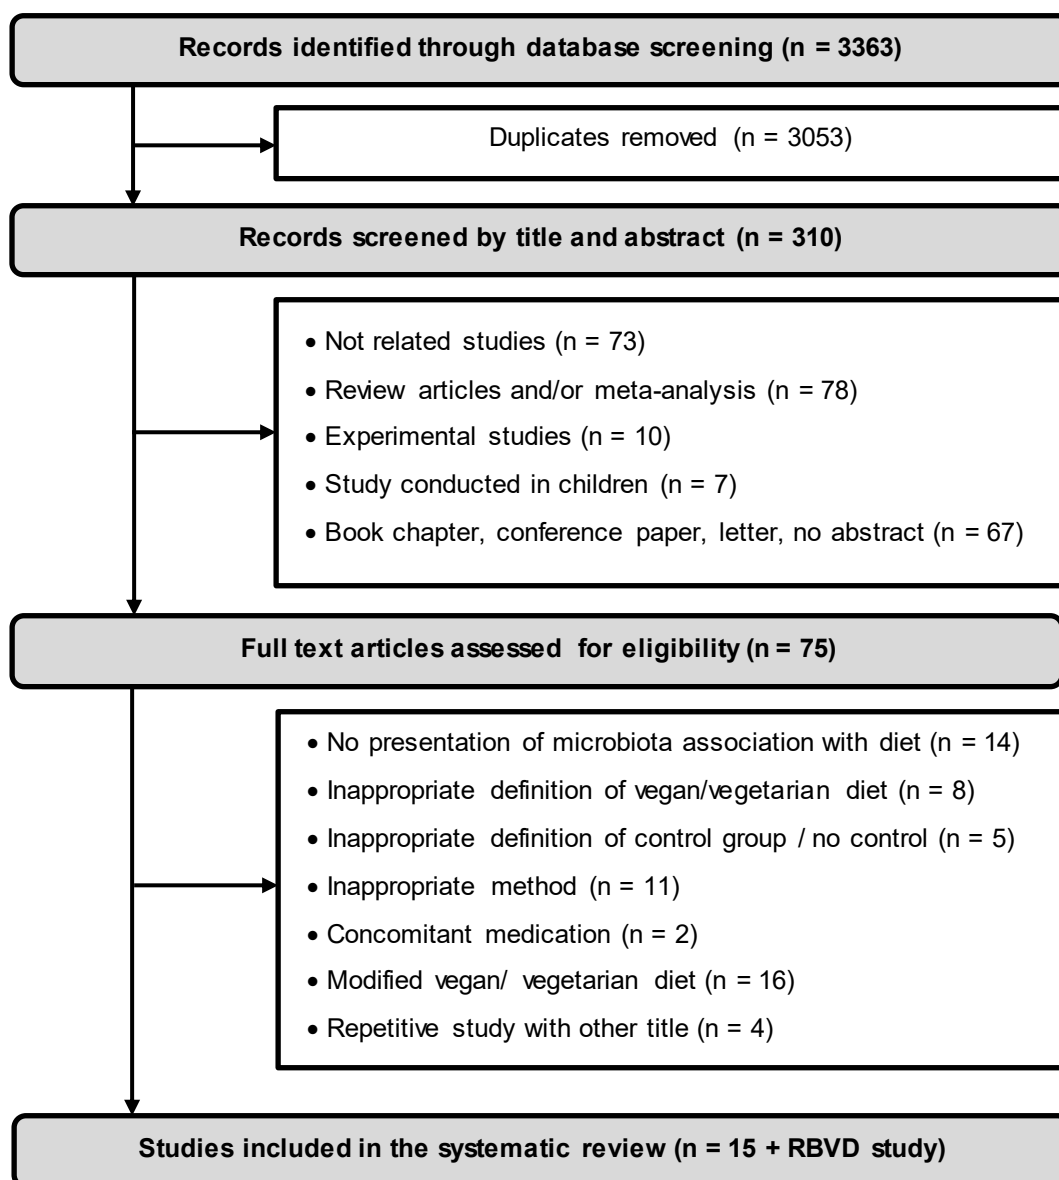 Records identified through database screening (n = 3363)
Duplicates removed (n = 3053)
Records screened by title and abstract (n = 310)
• Not related studies (n = 73)
• Review articles and/or meta-analysis (n = 78)
• Experimental studies (n = 10)
• Study conducted in children (n = 7)
• Book chapter, conference paper, letter, no abstract (n = 67)
Full text articles assessed for eligibility (n = 75)
• No presentation of microbiota association with diet (n = 14)
• Inappropriate definition of vegan/vegetarian diet (n = 8)
• Inappropriate definition of control group / no control (n = 5)
• Inappropriate method (n = 11)
• Concomitant medication (n = 2)
• Modified vegan/ vegetarian diet (n = 16)
• Repetitive study with other title (n = 4)
Studies included in the systematic review (n = 15 + RBVD study)